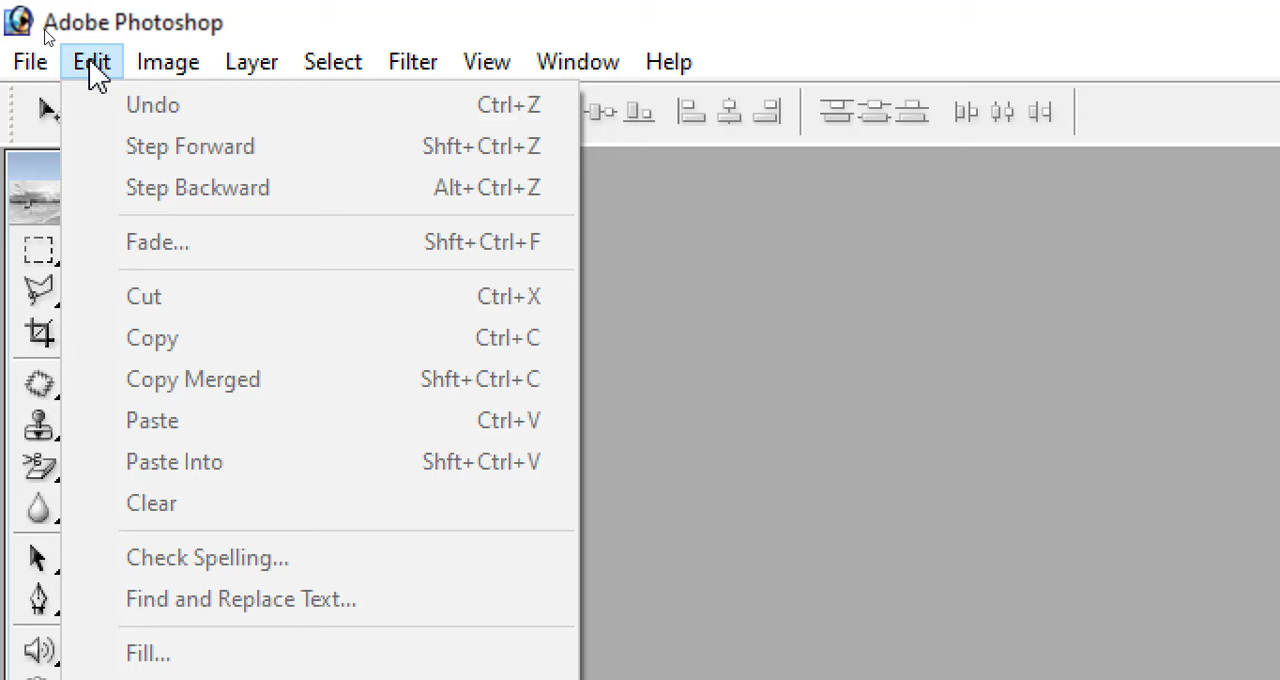 Adobe Photoshop
File Edit Image Layer Select Filter View Window Help
Undo Ctrl+Z
Step Forward Shft+Ctrl+Z
Step Backward Alt+Ctrl+Z
Fade... Shft+Ctrl+F
Cut Ctrl+X
Copy Ctrl+C
Copy Merged Shft+Ctrl+C
Paste Ctrl+V
Paste Into Shft+Ctrl+V
Clear
Check Spelling...
Find and Replace Text...
Fill...